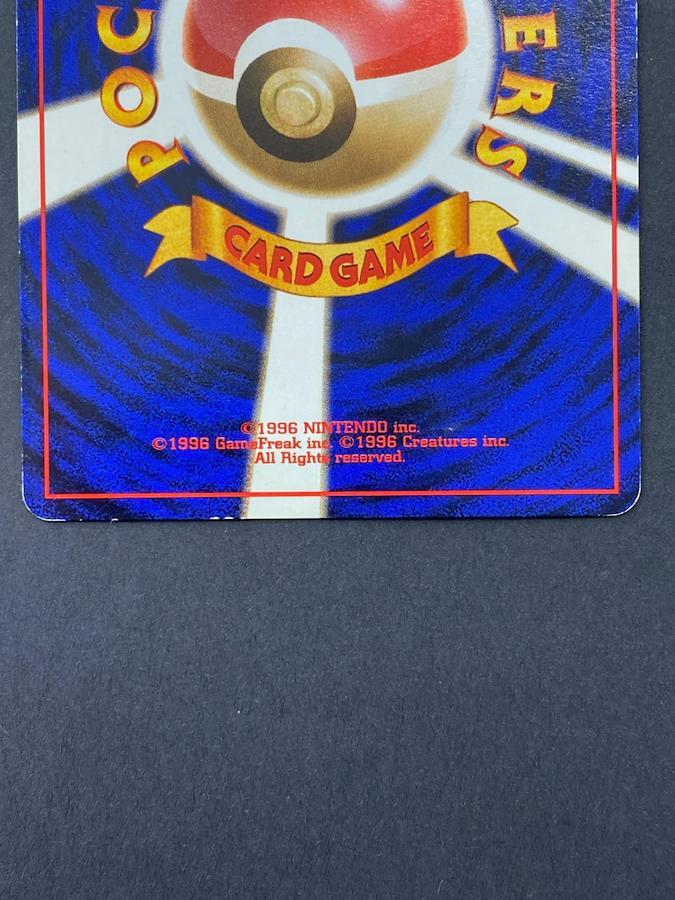 POC
ERS
CARD GAME
©1996 NINTENDO inc.
©1996 GameFreak inc. ©1996 Creatures inc.
All Rights reserved.